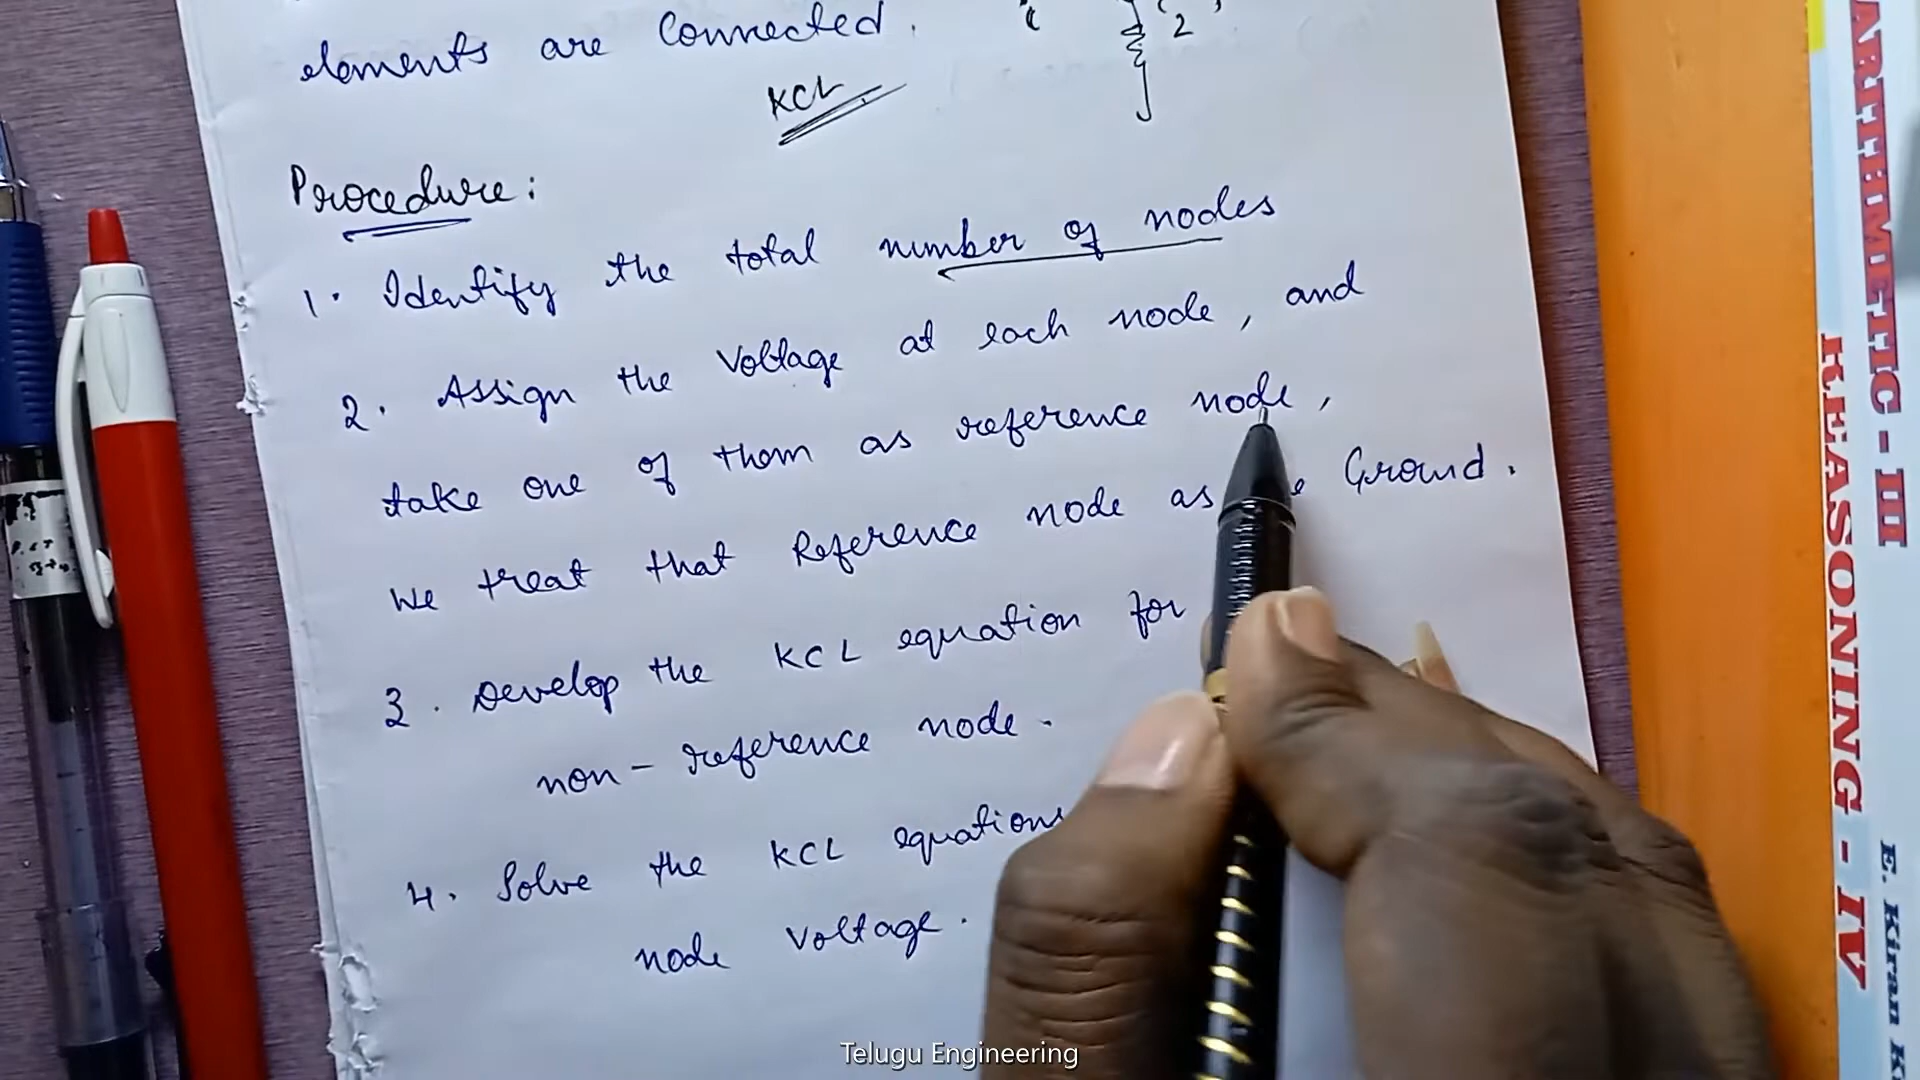 elements are connected.
2
KCL
Procedure:
1. Identify the total number of nodes
2. Assign the Voltage at each node, and
take one of them as reference node,
We treat that Reference node as Ground.
3. Develop the KCL equation for
non-reference node.
4. Solve the KCL equations
node voltage.
ARITHMETIC - III
REASONING - IV
E. Kiran K
Telugu Engineering